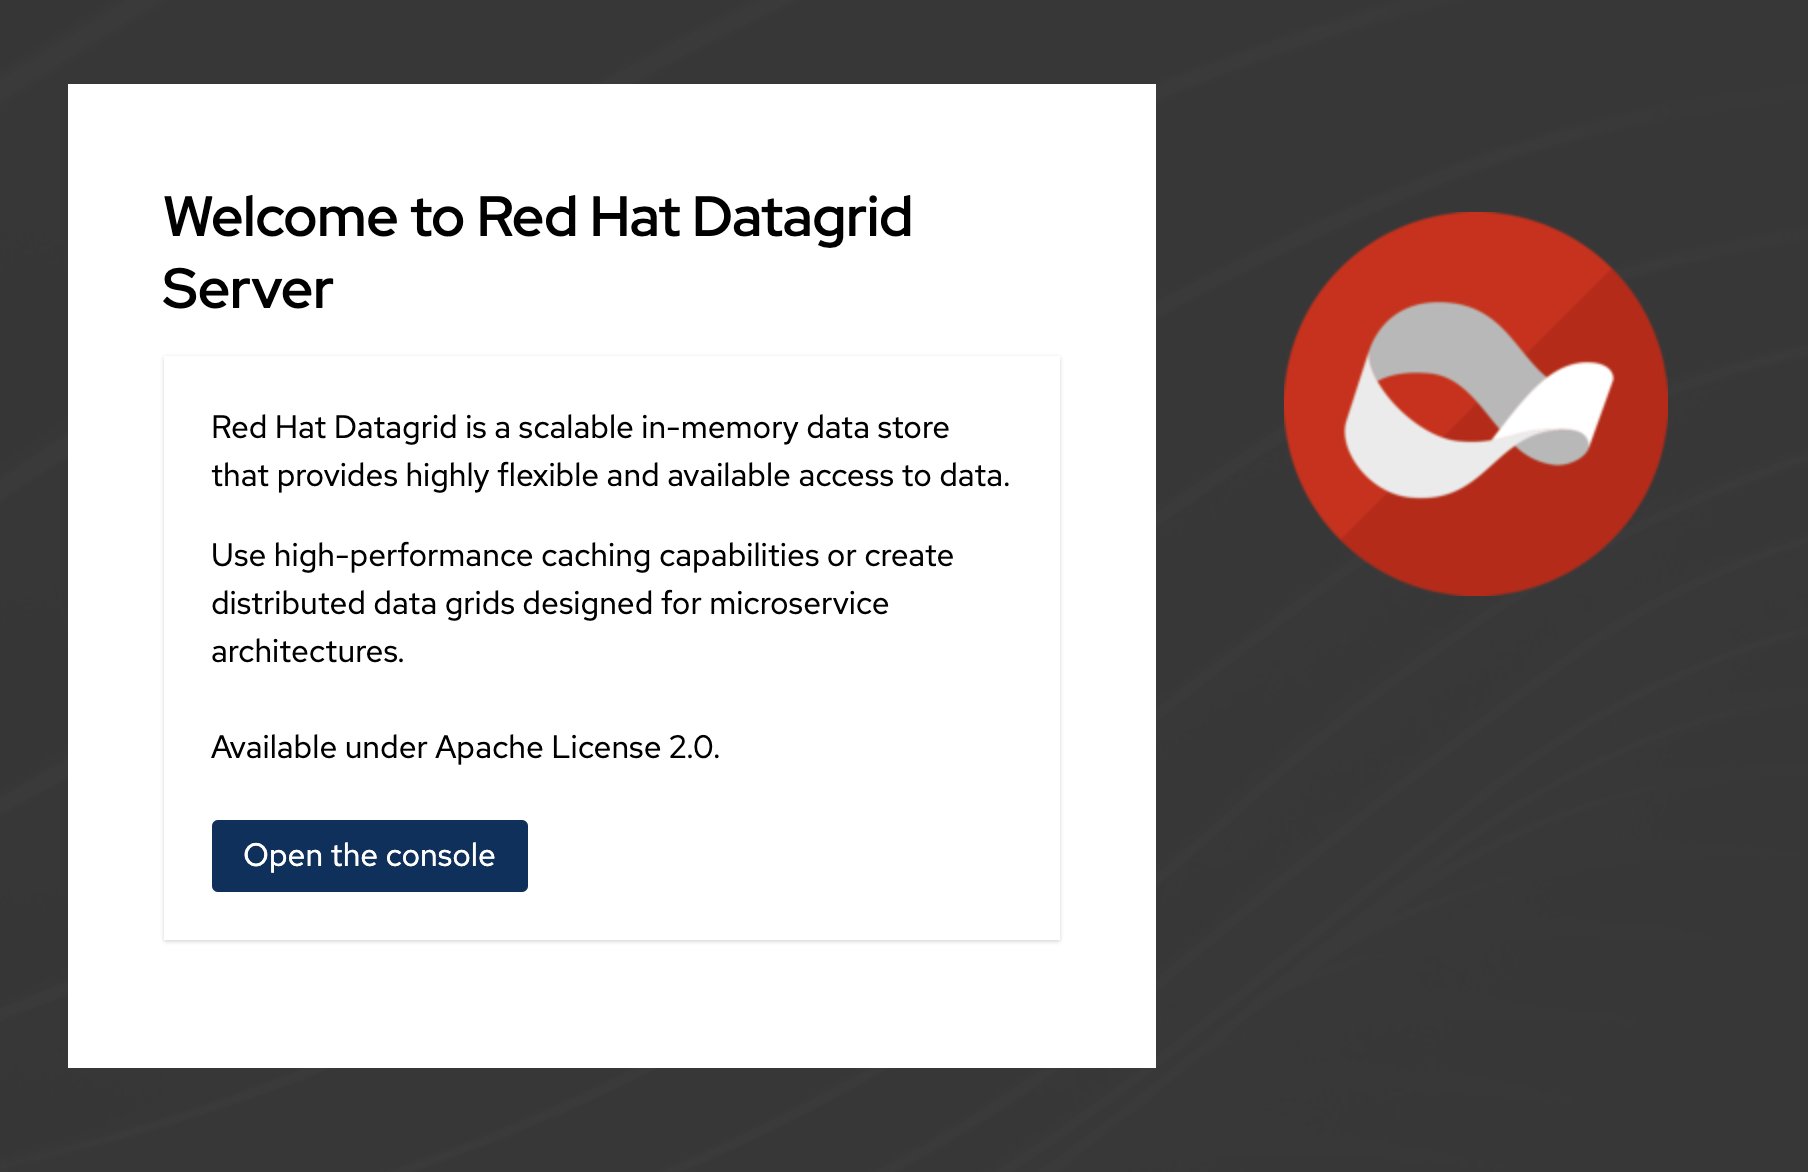 Welcome to Red Hat Datagrid
Server
Red Hat Datagrid is a scalable in-memory data store
that provides highly flexible and available access to data.
Use high-performance caching capabilities or create
distributed data grids designed for microservice
architectures.
Available under Apache License 2.0.
Open the console